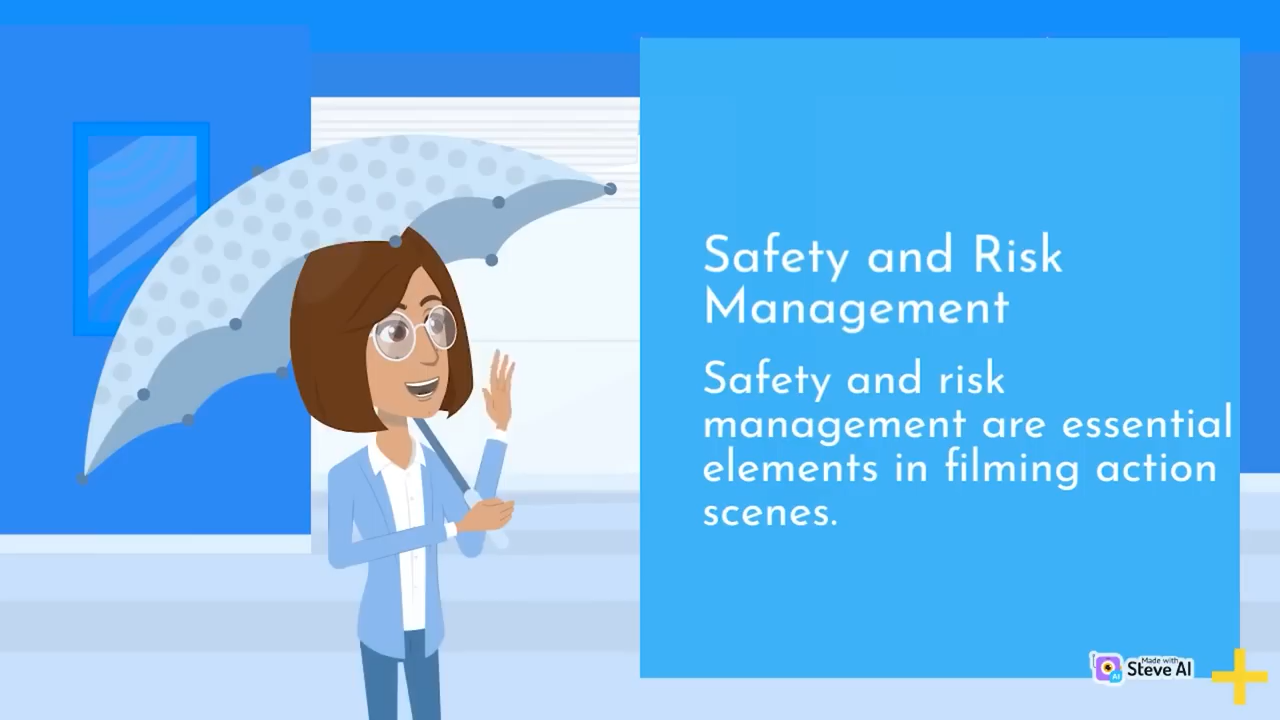 Safety and Risk
Management
Safety and risk
management are essential
elements in filming action
scenes.
Made with
Steve AI
AI